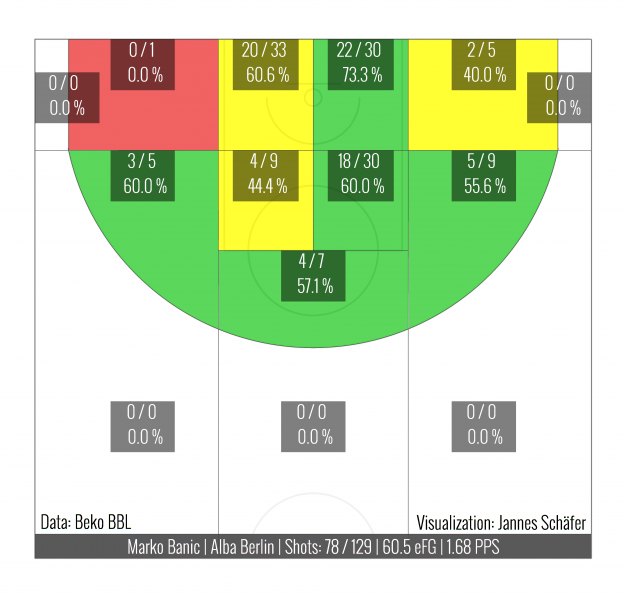 0 / 1
0.0 %
20 / 33
60.6 %
22 / 30
73.3 %
2 / 5
40.0 %
0 / 0
0.0 %
0 / 0
0.0 %
3 / 5
60.0 %
4 / 9
44.4 %
18 / 30
60.0 %
5 / 9
55.6 %
4 / 7
57.1 %
0 / 0
0.0 %
0 / 0
0.0 %
0 / 0
0.0 %
Data: Beko BBL
Visualization: Jannes Schäfer
Marko Banic | Alba Berlin | Shots: 78 / 129 | 60.5 eFG | 1.68 PPS